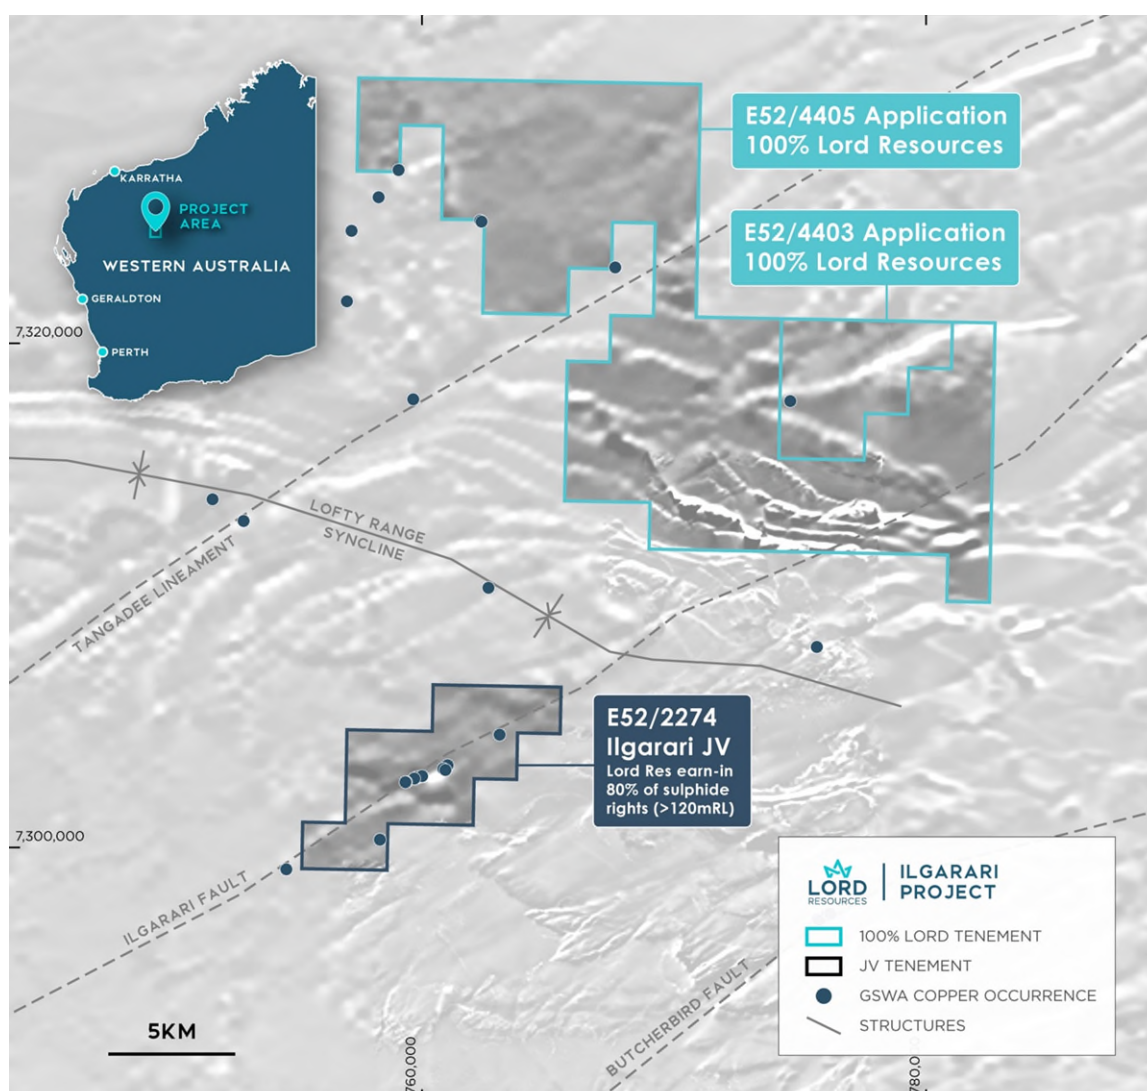 KARRATHA
PROJECT
AREA
WESTERN AUSTRALIA
GERALDTON
PERTH
E52/4405 Application
100% Lord Resources
E52/4403 Application
100% Lord Resources
7,320,000
LOFTY RANGE
SYNCLINE
TANGADEE LINEAMENT
E52/2274
Ilgarari JV
Lord Res earn-in
80% of sulphide
rights (>120mRL)
7,300,000
ILGARARI FAULT
BUTCHERBIRD FAULT
5KM
760,000
780,000
LORD
RESOURCES
ILGARARI
PROJECT
100% LORD TENEMENT
JV TENEMENT
GSWA COPPER OCCURRENCE
STRUCTURES